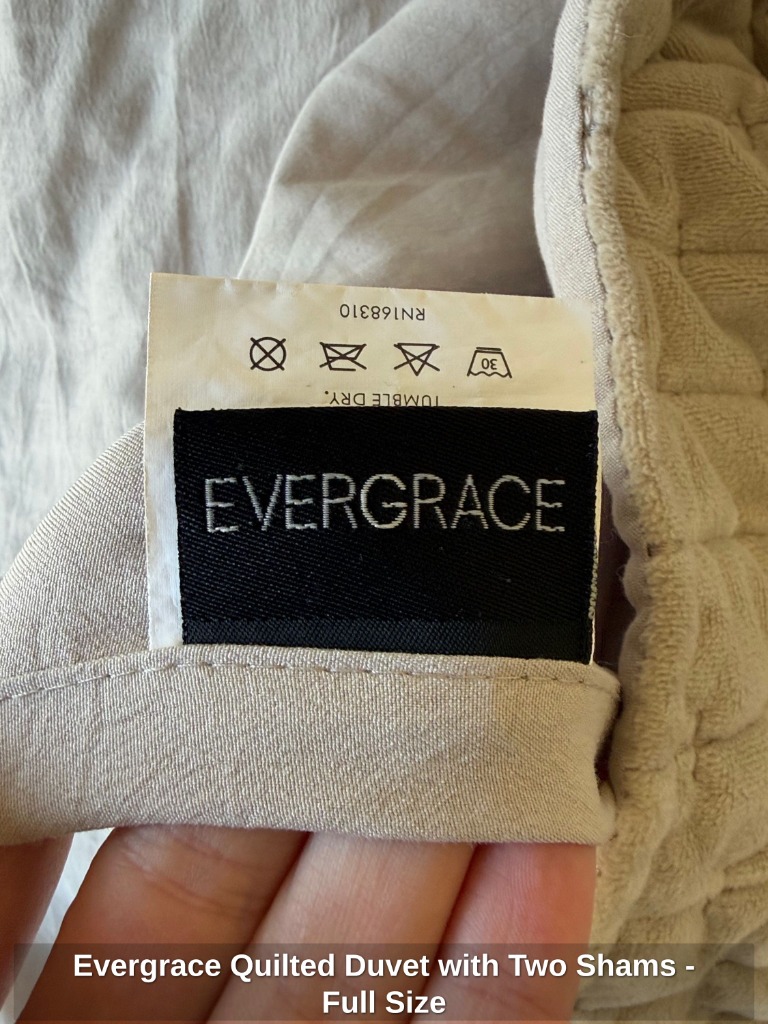 RN168310
30
TUMBLE DRY.
EVERGRACE
Evergrace Quilted Duvet with Two Shams -
Full Size